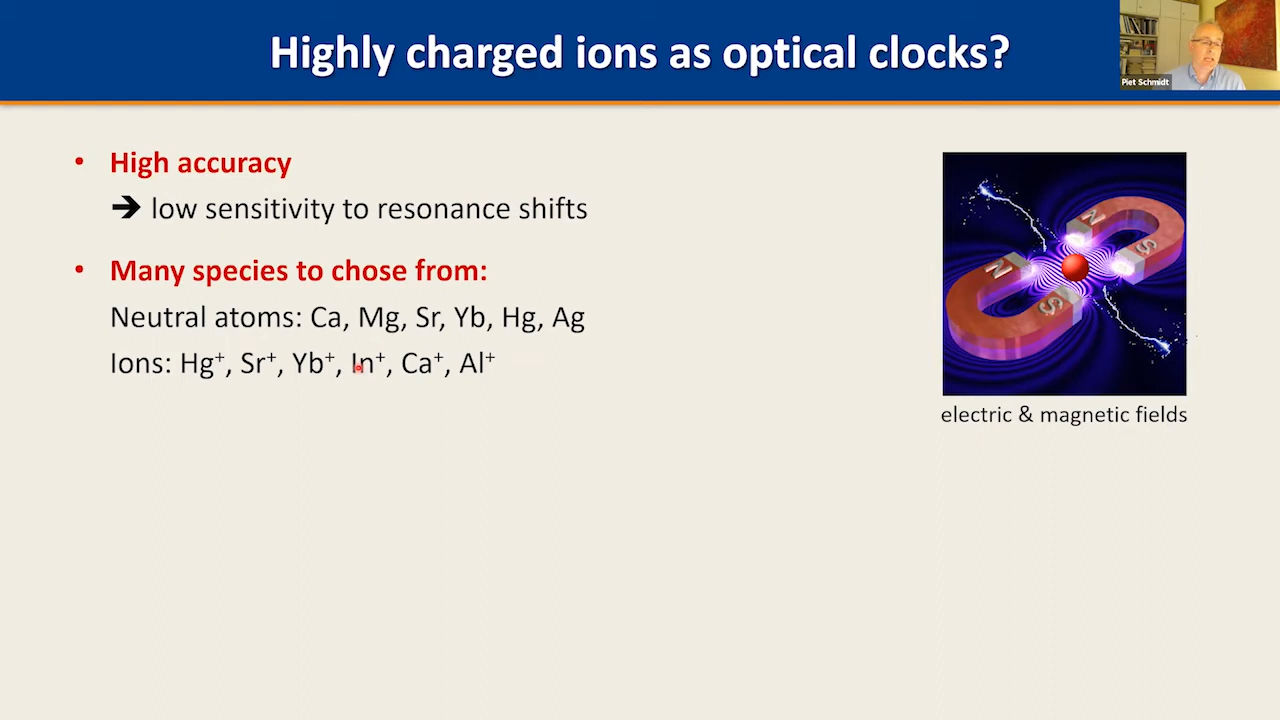 Highly charged ions as optical clocks?
Piet Schmidt
• High accuracy
➔ low sensitivity to resonance shifts
• Many species to chose from:
Neutral atoms: Ca, Mg, Sr, Yb, Hg, Ag
Ions: Hg⁺, Sr⁺, Yb⁺, In⁺, Ca⁺, Al⁺
N
S
N
S
electric & magnetic fields